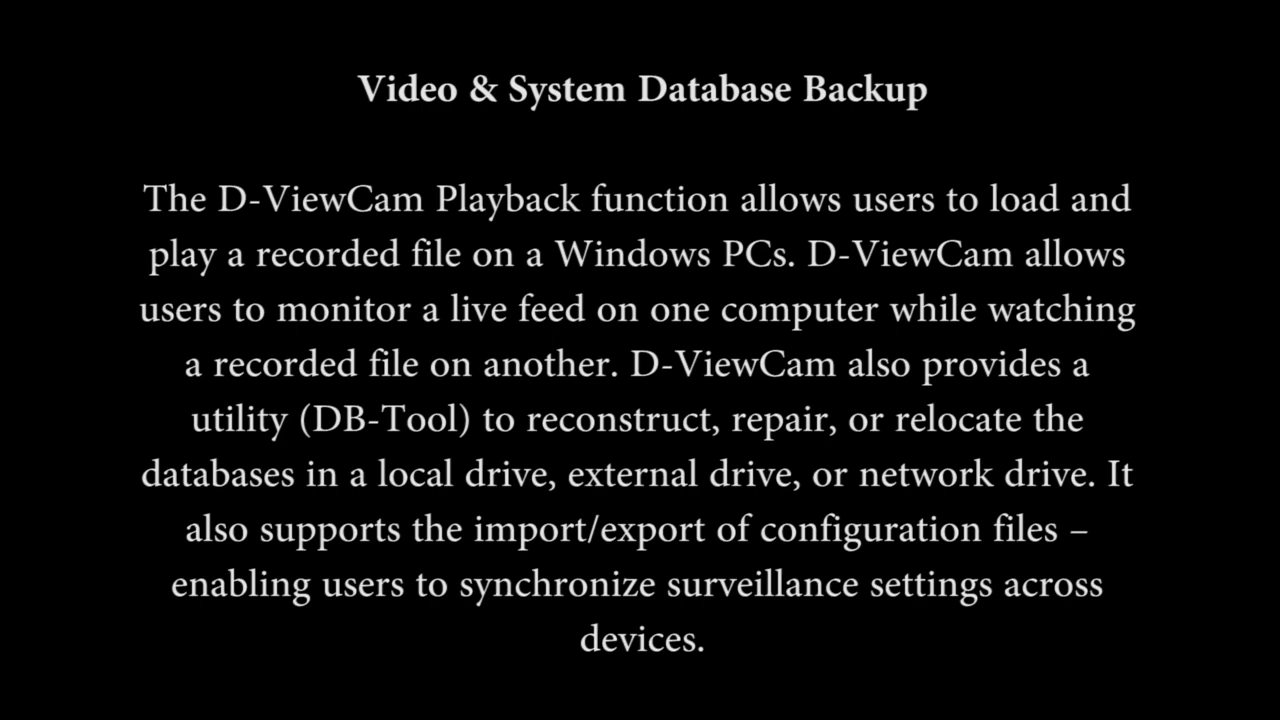 Video & System Database Backup
The D-ViewCam Playback function allows users to load and
play a recorded file on a Windows PCs. D-ViewCam allows
users to monitor a live feed on one computer while watching
a recorded file on another. D-ViewCam also provides a
utility (DB-Tool) to reconstruct, repair, or relocate the
databases in a local drive, external drive, or network drive. It
also supports the import/export of configuration files –
enabling users to synchronize surveillance settings across
devices.